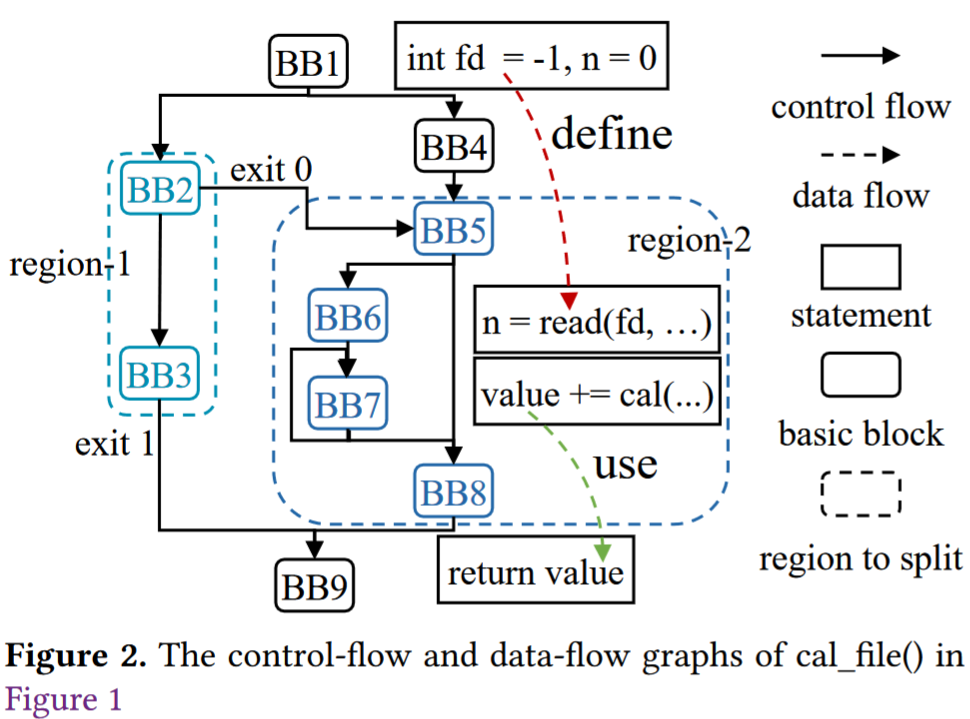 BB1
int fd = -1, n = 0
control flow
define
BB4
data flow
exit 0
BB2
BB5
region-2
region-1
BB6
n = read(fd, …)
statement
BB3
BB7
value += cal(...)
basic block
exit 1
use
BB8
region to split
BB9
return value
Figure 2. The control-flow and data-flow graphs of cal_file() in
Figure 1